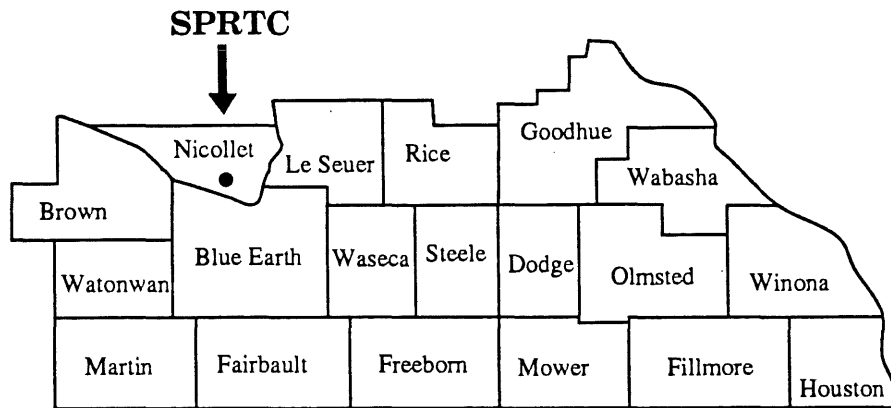 SPRTC
Goodhue
Nicollet
Le Seuer
Rice
Wabasha
Brown
Blue Earth
Waseca
Steele
Dodge
Olmsted
Watonwan
Winona
Martin
Fairbault
Freeborn
Mower
Fillmore
Houston